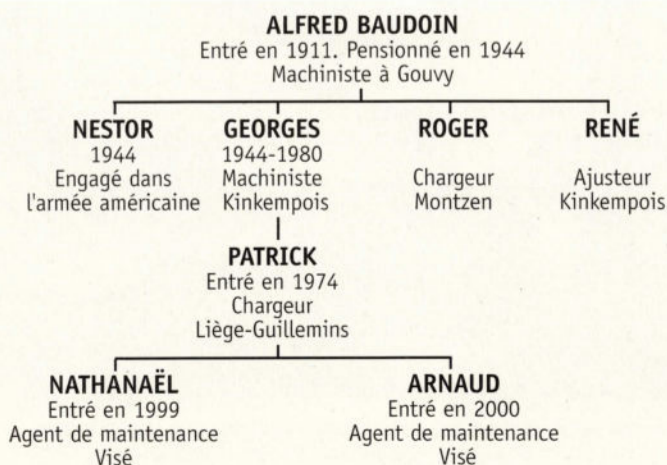 ALFRED BAUDOIN
Entré en 1911. Pensionné en 1944
Machiniste à Gouvy
NESTOR
1944
Engagé dans
l'armée américaine
GEORGES
1944-1980
Machiniste
Kinkempois
ROGER
Chargeur
Montzen
RENÉ
Ajusteur
Kinkempois
PATRICK
Entré en 1974
Chargeur
Liège-Guillemins
NATHANAËL
Entré en 1999
Agent de maintenance
Visé
ARNAUD
Entré en 2000
Agent de maintenance
Visé